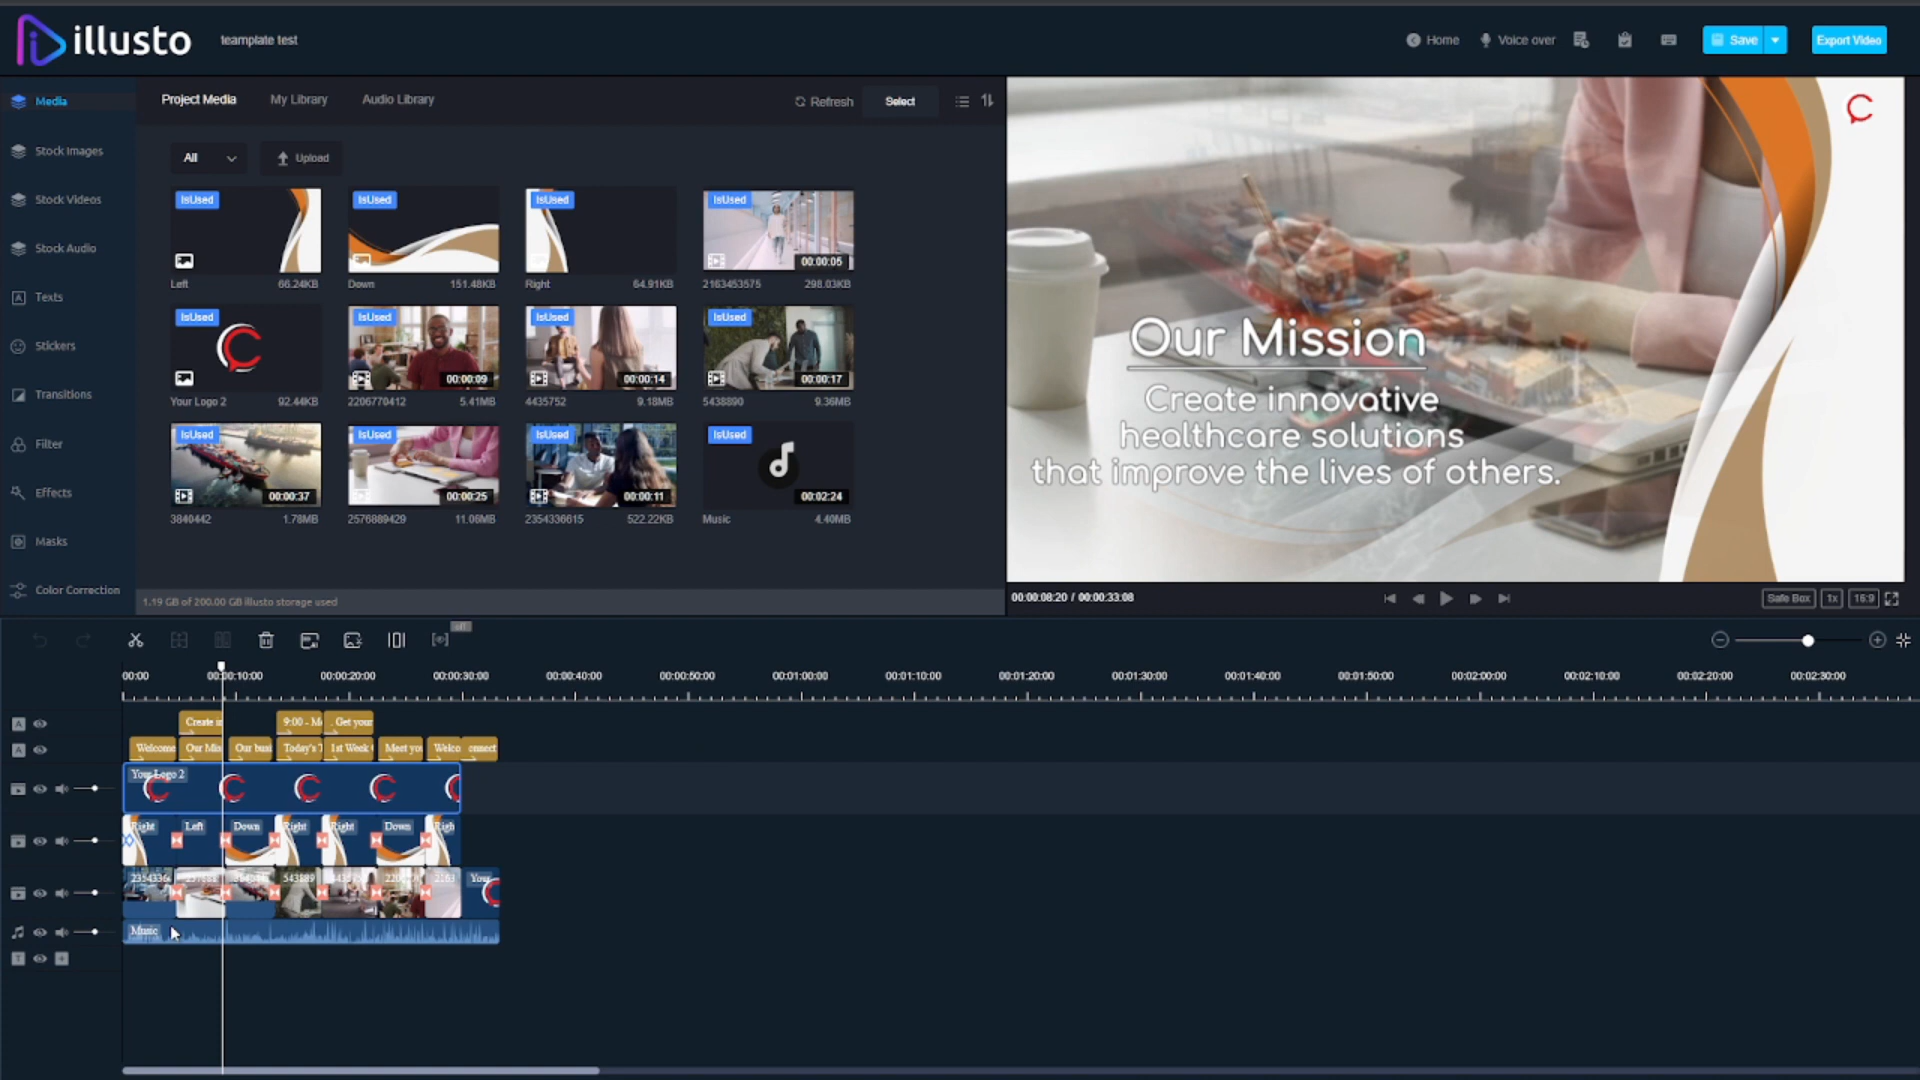 illusto
teamplate test
Home
Voice over
Save
Export Video
Media
Project Media
My Library
Audio Library
Refresh
Select
Stock Images
Stock Videos
Stock Audio
Texts
Stickers
Transitions
Filter
Effects
Masks
Color Correction
All
Upload
IsUsed
IsUsed
IsUsed
IsUsed
00:00:05
Left 66.24KB
Down 151.48KB
Right 64.91KB
2163453575 298.03KB
IsUsed
IsUsed
IsUsed
IsUsed
00:00:09
00:00:14
00:00:17
Your Logo 2 92.44KB
2206770412 5.41MB
4435752 9.18MB
5438890 9.36MB
IsUsed
IsUsed
IsUsed
IsUsed
00:00:37
00:00:25
00:00:11
00:02:24
3840442 1.78MB
2576889429 11.06MB
2354336615 522.22KB
Music 4.40MB
1.19 GB of 200.00 GB illusto storage used
Our Mission
Create innovative
healthcare solutions
that improve the lives of others.
00:00:08:20 / 00:00:33:08
Safe Box
1x
16:9
off
00:00 00:00:10:00 00:00:20:00 00:00:30:00 00:00:40:00 00:00:50:00 00:01:00:00 00:01:10:00 00:01:20:00 00:01:30:00 00:01:40:00 00:01:50:00 00:02:00:00 00:02:10:00 00:02:20:00 00:02:30:00
Create i
9:00 - M
. Get your
Welcome
Our Mis
Our busi
Today's T
1st Week
Meet yo
Welco
onnect
Your Logo 2
Right
Left
Down
Right
Right
Down
Righ
235433
543889
220
2163
Your
Music